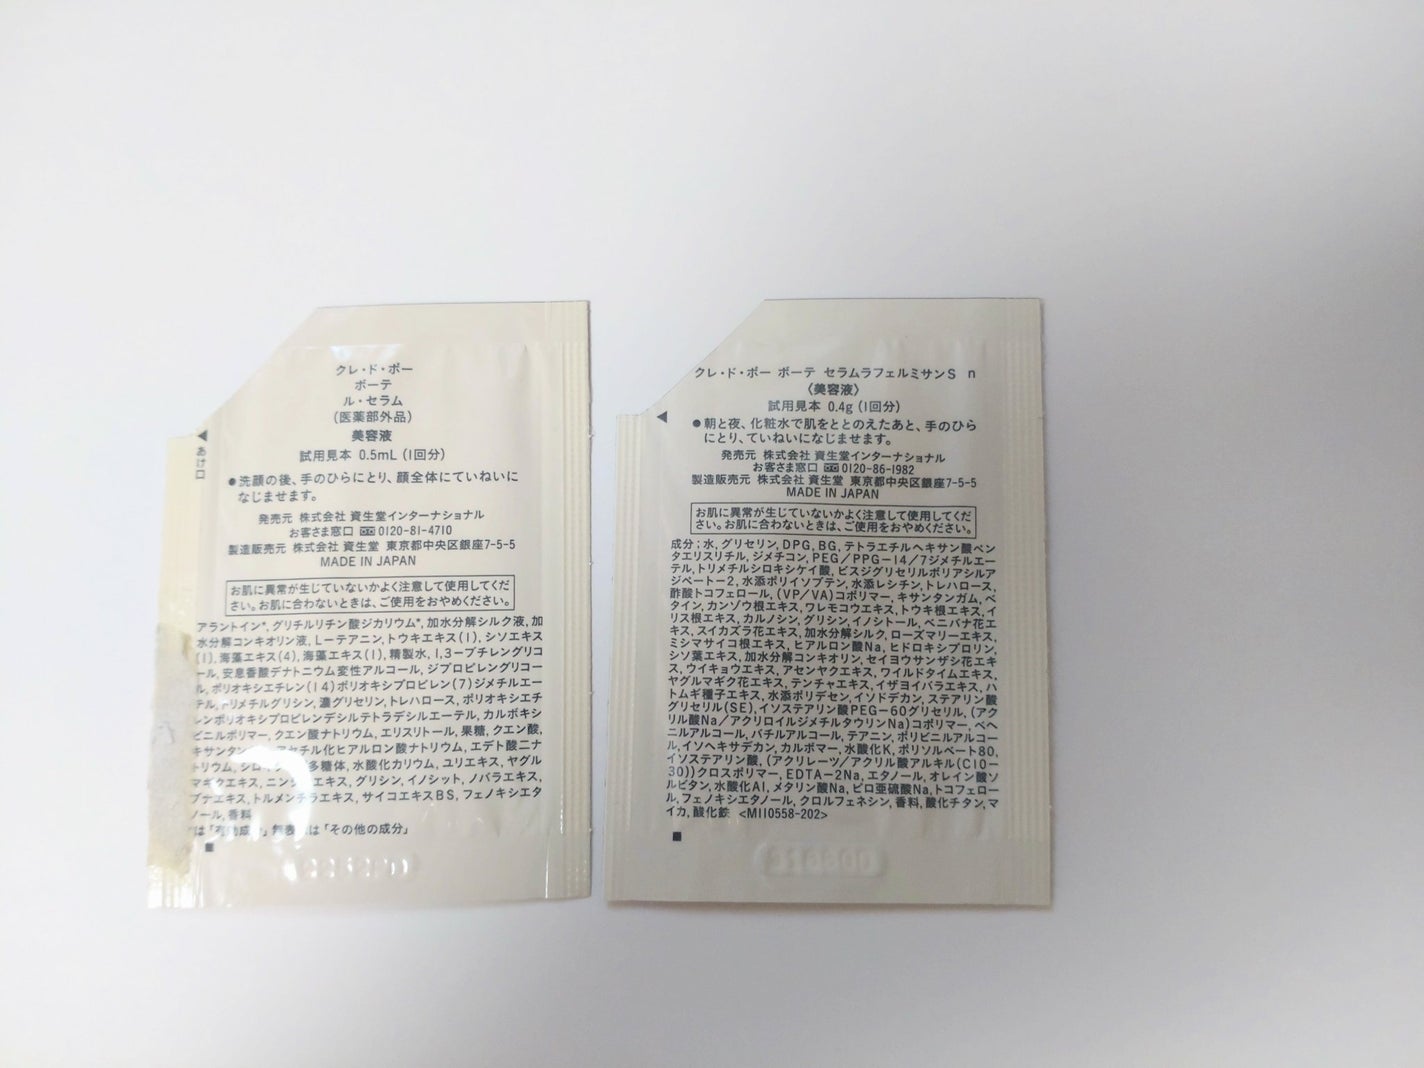 クレ・ド・ポー
ボーテ
ル・セラム
(医薬部外品)
美容液
試用見本 0.5mL (1回分)
あけ口
●洗顔の後、手のひらにとり、顔全体にていねいに
なじませます。
発売元 株式会社 資生堂インターナショナル
お客さま窓口 0120-81-4710
製造販売元 株式会社 資生堂 東京都中央区銀座7-5-5
MADE IN JAPAN
お肌に異常が生じていないかよく注意して使用してくだ
さい。お肌に合わないときは、ご使用をおやめください。
アラントイン*, グリチルリチン酸ジカリウム*, 加水分解シルク液, 加
水分解コンキオリン液, L-テアニン, トウキエキス(1), シソエキス
(1), 海藻エキス(4), 海藻エキス(1), 精製水, 1,3-ブチレングリコ
ール, 安息香酸デナトニウム変性アルコール, ジプロピレングリコー
ル, ポリオキシエチレン(14)ポリオキシプロピレン(7)ジメチルエー
テル, トリメチルグリシン, 濃グリセリン, トレハロース, ポリオキシエチ
レンポリオキシプロピレンデシルテトラデシルエーテル, カルボキシ
ビニルポリマー, クエン酸ナトリウム, エリスリトール, 果糖, クエン酸,
キサンタン アセチル化ヒアルロン酸ナトリウム, エデト酸二ナ
トリウム, 多糖体, 水酸化カリウム, ユリエキス, ヤグル
マギクエキス, ニンジンエキス, グリシン, イノシット, ノバラエキス,
ブナエキス, トルメンチラエキス, サイコエキスBS, フェノキシエタ
ノール, 香料
は「有効成分」無表示は「その他の成分」
クレ・ド・ポー ボーテ セラムラフェルミサンS n
〈美容液〉
試用見本 0.4g (1回分)
●朝と夜、化粧水で肌をととのえたあと、手のひら
にとり、ていねいになじませます。
発売元 株式会社 資生堂インターナショナル
お客さま窓口 0120-86-1982
製造販売元 株式会社 資生堂 東京都中央区銀座7-5-5
MADE IN JAPAN
お肌に異常が生じていないかよく注意して使用してくだ
さい。お肌に合わないときは、ご使用をおやめください。
成分：水, グリセリン, DPG, BG, テトラエチルヘキサン酸ペン
タエリスリチル, ジメチコン, PEG/PPG-14/7ジメチルエー
テル, トリメチルシロキシケイ酸, ビスジグリセリルポリアシルア
ジペート-2, 水添ポリイソブテン, 水添レシチン, トレハロース,
酢酸トコフェロール, (VP/VA)コポリマー, キサンタンガム, ベ
タイン, カンゾウ根エキス, ワレモコウエキス, トウキ根エキス, イ
リス根エキス, カルノシン, グリシン, イノシトール, ベニバナ花エ
キス, スイカズラ花エキス, 加水分解シルク, ローズマリーエキス,
ミシマサイコ根エキス, ヒアルロン酸Na, ヒドロキシプロリン,
シソ葉エキス, 加水分解コンキオリン, セイヨウサンザシ花エキ
ス, ウイキョウエキス, アセンヤクエキス, ワイルドタイムエキス,
ヤグルマギク花エキス, テンチャエキス, イザヨイバラエキス, ハ
トムギ種子エキス, 水添ポリデセン, イソドデカン, ステアリン酸
グリセリル(SE), イソステアリン酸PEG-60グリセリル, (アク
リル酸Na/アクリロイルジメチルタウリンNa)コポリマー, ベヘ
ニルアルコール, バチルアルコール, テアニン, ポリビニルアルコー
ル, イソヘキサデカン, カルボマー, 水酸化K, ポリソルベート80,
イソステアリン酸, (アクリレーツ/アクリル酸アルキル(C10-
30))クロスポリマー, EDTA-2Na, エタノール, オレイン酸ソ
ルビタン, 水酸化Al, メタリン酸Na, ピロ亜硫酸Na, トコフェロー
ル, フェノキシエタノール, クロルフェネシン, 香料, 酸化チタン, マ
イカ, 酸化鉄 <M110558-202>